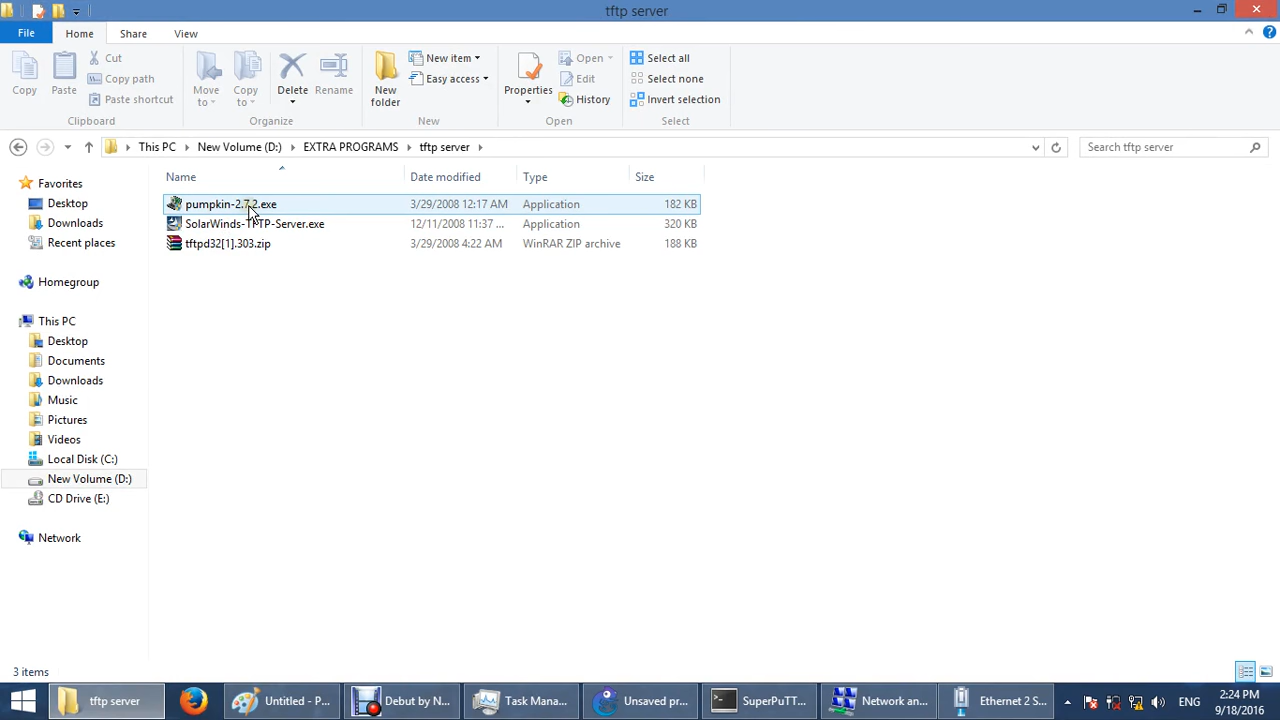 tftp server
File Home Share View
Copy
Paste
Cut
Copy path
Paste shortcut
Clipboard
Move to
Copy to
Delete
Rename
Organize
New folder
New item
Easy access
New
Properties
Open
Edit
History
Open
Select all
Select none
Invert selection
Select
This PC New Volume (D:) EXTRA PROGRAMS tftp server
Search tftp server
Name Date modified Type Size
pumpkin-2.7.2.exe 3/29/2008 12:17 AM Application 182 KB
SolarWinds-TFTP-Server.exe 12/11/2008 11:37 ... Application 320 KB
tftpd32[1].303.zip 3/29/2008 4:22 AM WinRAR ZIP archive 188 KB
Favorites
Desktop
Downloads
Recent places
Homegroup
This PC
Desktop
Documents
Downloads
Music
Pictures
Videos
Local Disk (C:)
New Volume (D:)
CD Drive (E:)
Network
3 items
tftp server
Untitled - P...
Debut by N...
Task Mana...
Unsaved pr...
SuperPuTT...
Network an...
Ethernet 2 S...
ENG
2:24 PM
9/18/2016